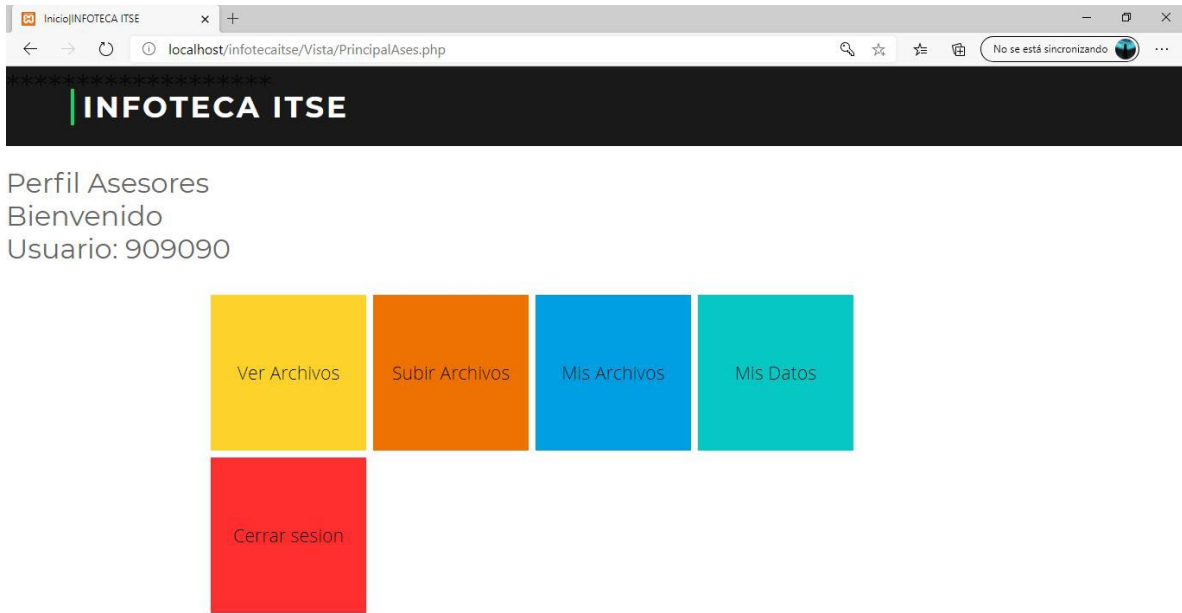 Inicio|INFOTECA ITSE
localhost/infotecaitse/Vista/PrincipalAses.php
No se está sincronizando
*******************
INFOTECA ITSE
Perfil Asesores
Bienvenido
Usuario: 909090
Ver Archivos
Subir Archivos
Mis Archivos
Mis Datos
Cerrar sesion